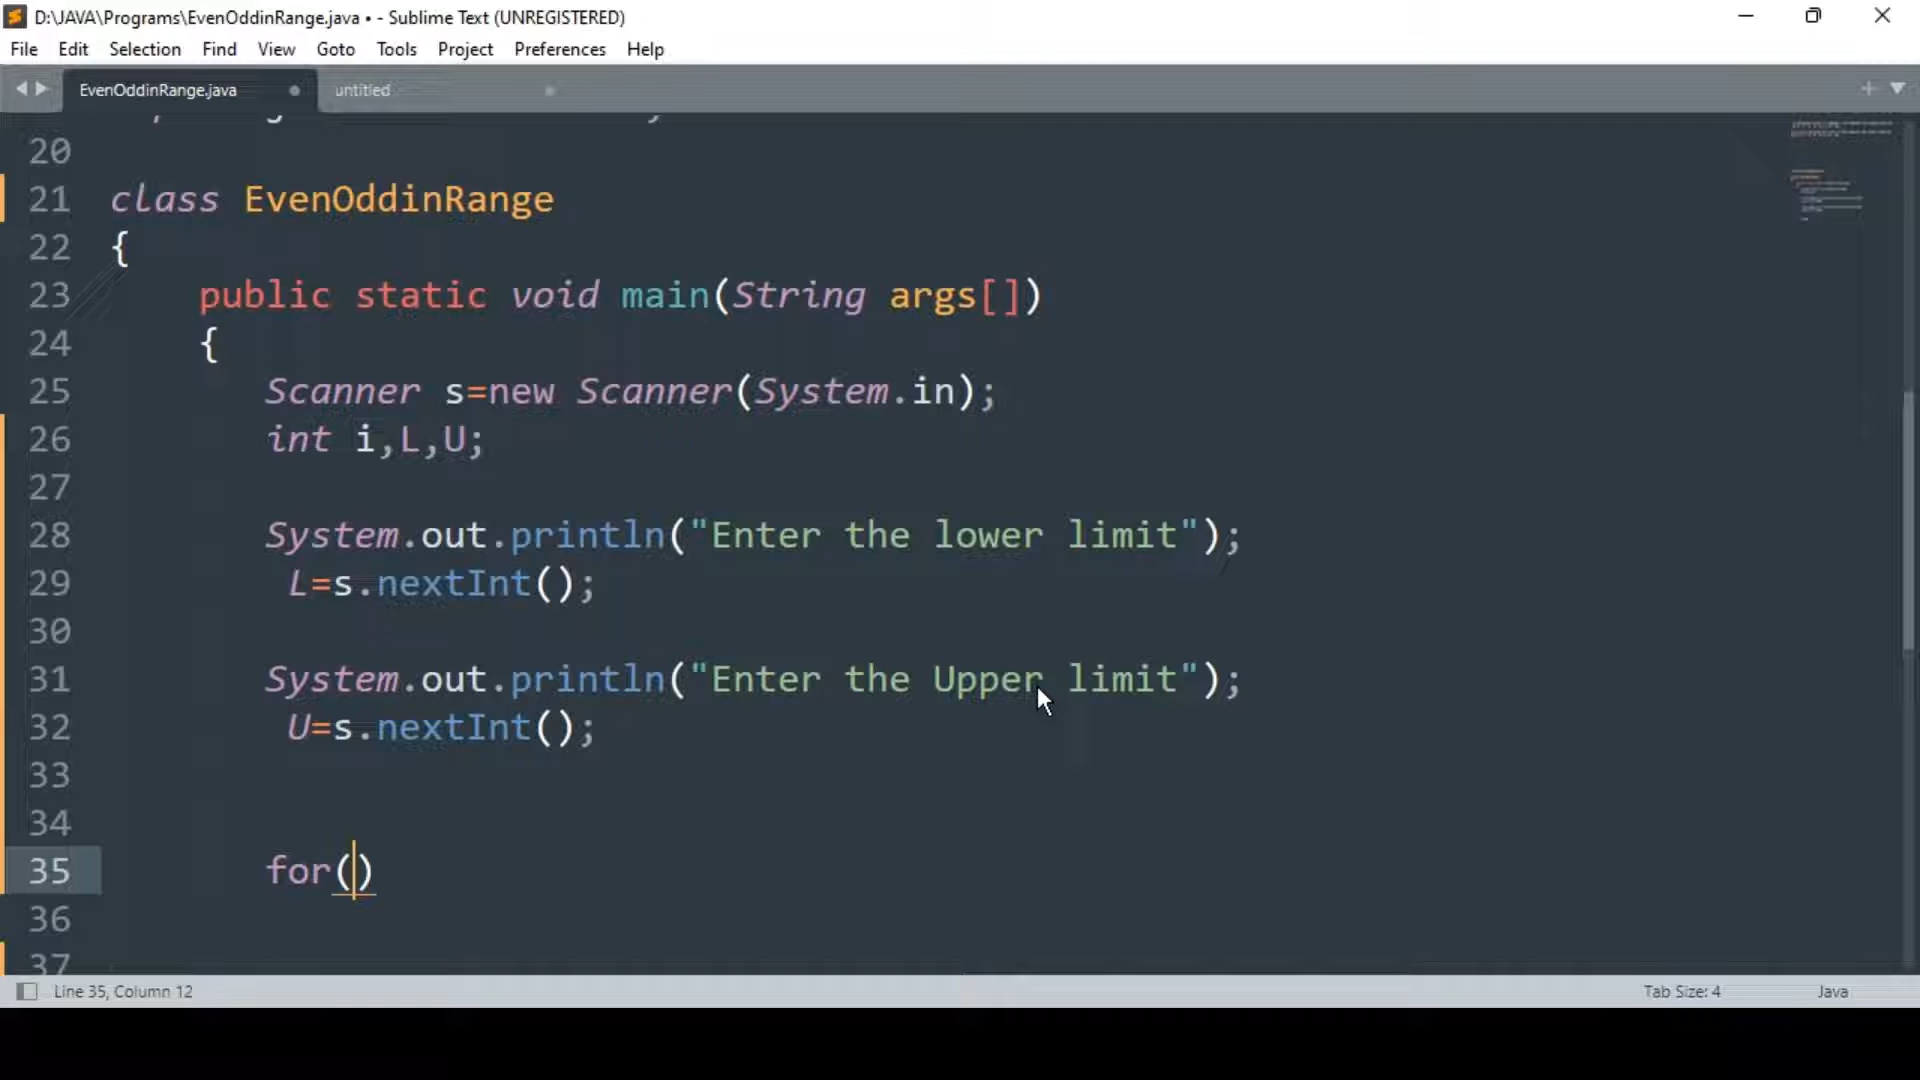 D:\JAVA\Programs\EvenOddinRange.java • - Sublime Text (UNREGISTERED)
File Edit Selection Find View Goto Tools Project Preferences Help
EvenOddinRange.java untitled
20
21 class EvenOddinRange
22 {
23 public static void main(String args[])
24 {
25 Scanner s=new Scanner(System.in);
26 int i,L,U;
27
28 System.out.println("Enter the lower limit");
29 L=s.nextInt();
30
31 System.out.println("Enter the Upper limit");
32 U=s.nextInt();
33
34
35 for()
36
37
Line 35, Column 12 Tab Size: 4 Java